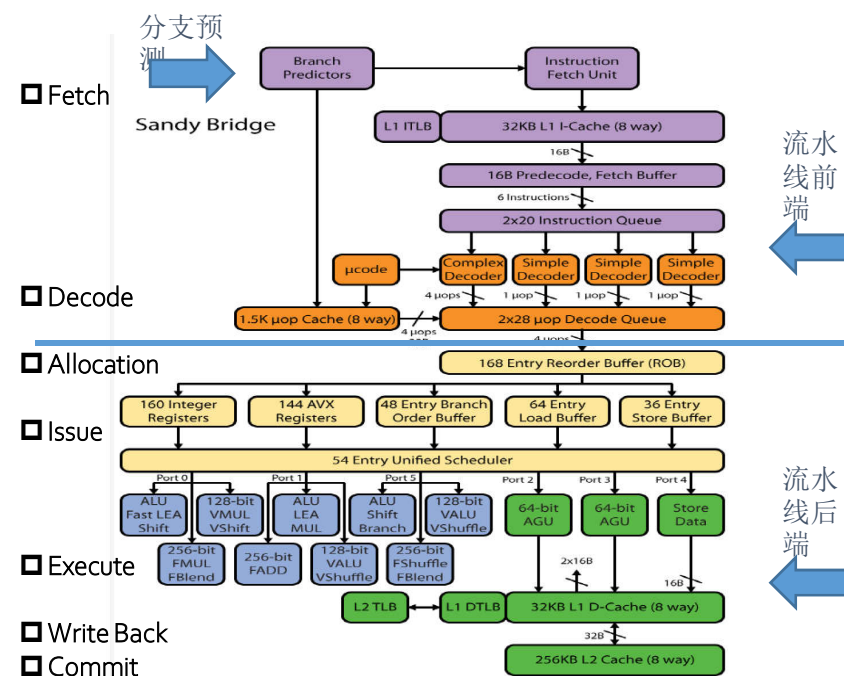 分支预
测
Branch
Predictors
Instruction
Fetch Unit
Fetch
Sandy Bridge
L1 ITLB
32KB L1 I-Cache (8 way)
16B
流水
线前
端
16B Predecode, Fetch Buffer
6 Instructions
2x20 Instruction Queue
µcode
Complex
Decoder
Simple
Decoder
Simple
Decoder
Simple
Decoder
Decode
4 µops
1 µop
1 µop
1 µop
1.5K µop Cache (8 way)
4 µops
2x28 µop Decode Queue
4 µops
Allocation
168 Entry Reorder Buffer (ROB)
160 Integer
Registers
144 AVX
Registers
48 Entry Branch
Order Buffer
64 Entry
Load Buffer
36 Entry
Store Buffer
Issue
54 Entry Unified Scheduler
Port 0
Port 1
Port 5
Port 2
Port 3
Port 4
流水
线后
端
ALU
Fast LEA
Shift
128-bit
VMUL
VShift
ALU
LEA
MUL
ALU
Shift
Branch
128-bit
VALU
VShuffle
64-bit
AGU
64-bit
AGU
Store
Data
256-bit
FMUL
FBlend
256-bit
FADD
128-bit
VALU
VShuffle
256-bit
FShuffle
FBlend
Execute
2x16B
16B
L2 TLB
L1 DTLB
32KB L1 D-Cache (8 way)
Write Back
32B
256KB L2 Cache (8 way)
Commit